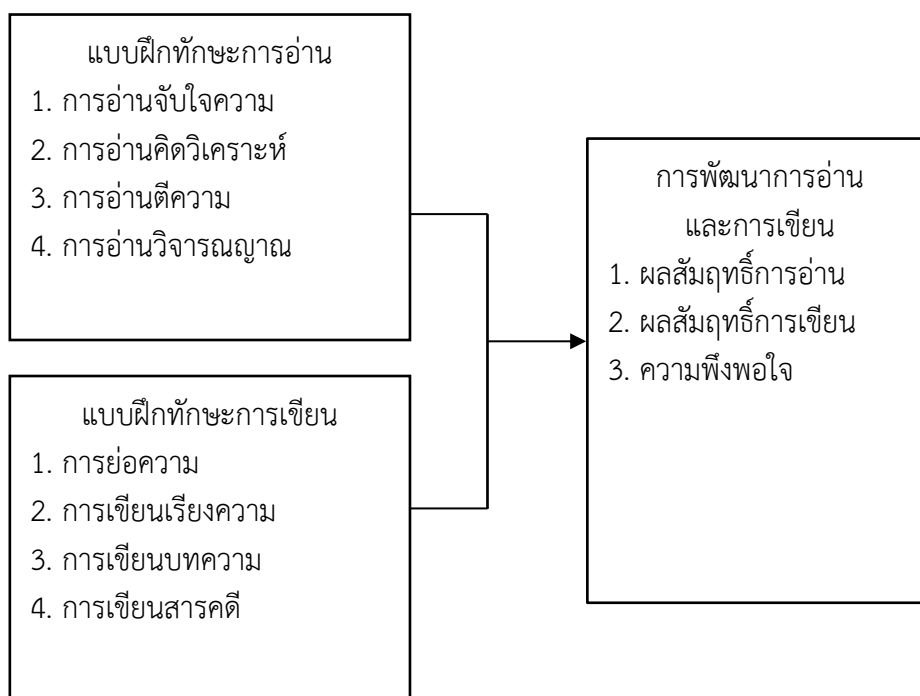 แบบฝึกทักษะการอ่าน
1. การอ่านจับใจความ
2. การอ่านคิดวิเคราะห์
3. การอ่านตีความ
4. การอ่านวิจารณญาณ
แบบฝึกทักษะการเขียน
1. การย่อความ
2. การเขียนเรียงความ
3. การเขียนบทความ
4. การเขียนสารคดี
การพัฒนาการอ่าน
และการเขียน
1. ผลสัมฤทธิ์การอ่าน
2. ผลสัมฤทธิ์การเขียน
3. ความพึงพอใจ